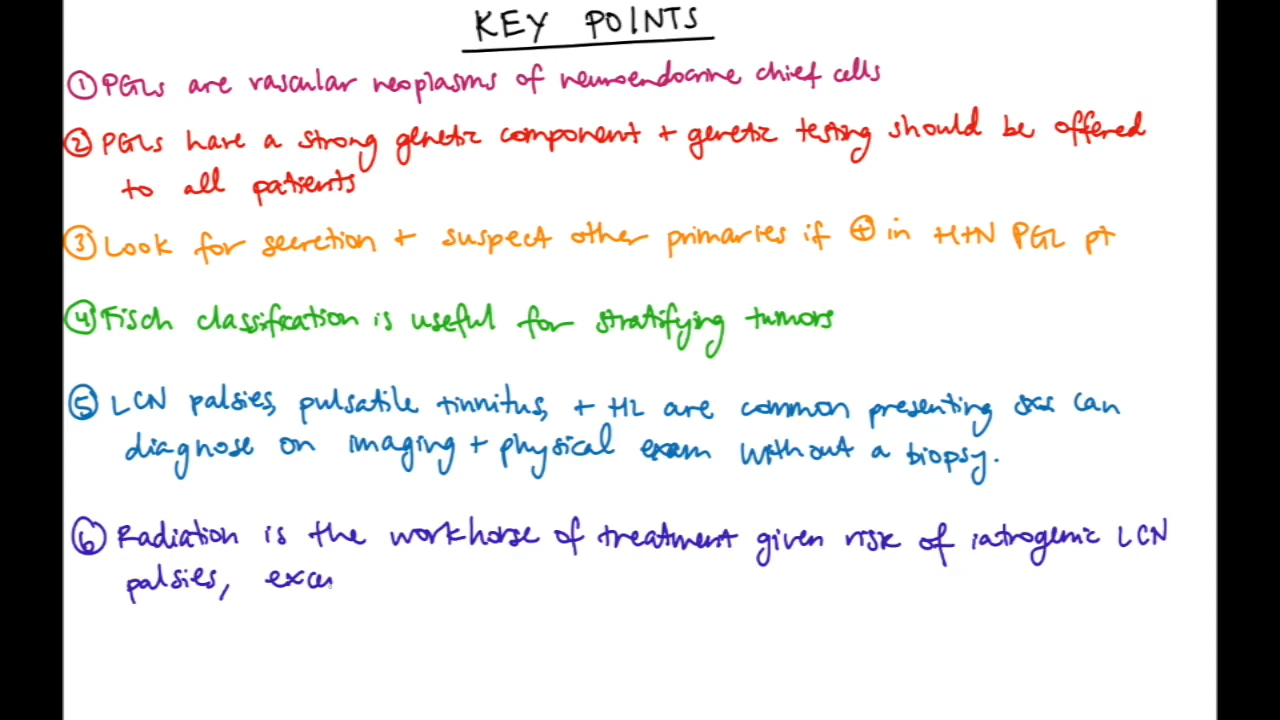 KEY POINTS
① PGLs are vascular neoplasms of neuroendocrine chief cells
② PGLs have a strong genetic component + genetic testing should be offered
to all patients
③ Look for secretion + suspect other primaries if ⊕ in H+N PGL pt
④ Fisch classification is useful for stratifying tumors
⑤ LCN palsies, pulsatile tinnitus, + HL are common presenting can
diagnose on imaging + physical exam without a biopsy.
⑥ Radiation is the workhorse of treatment given risk of iatrogenic LCN
palsies,